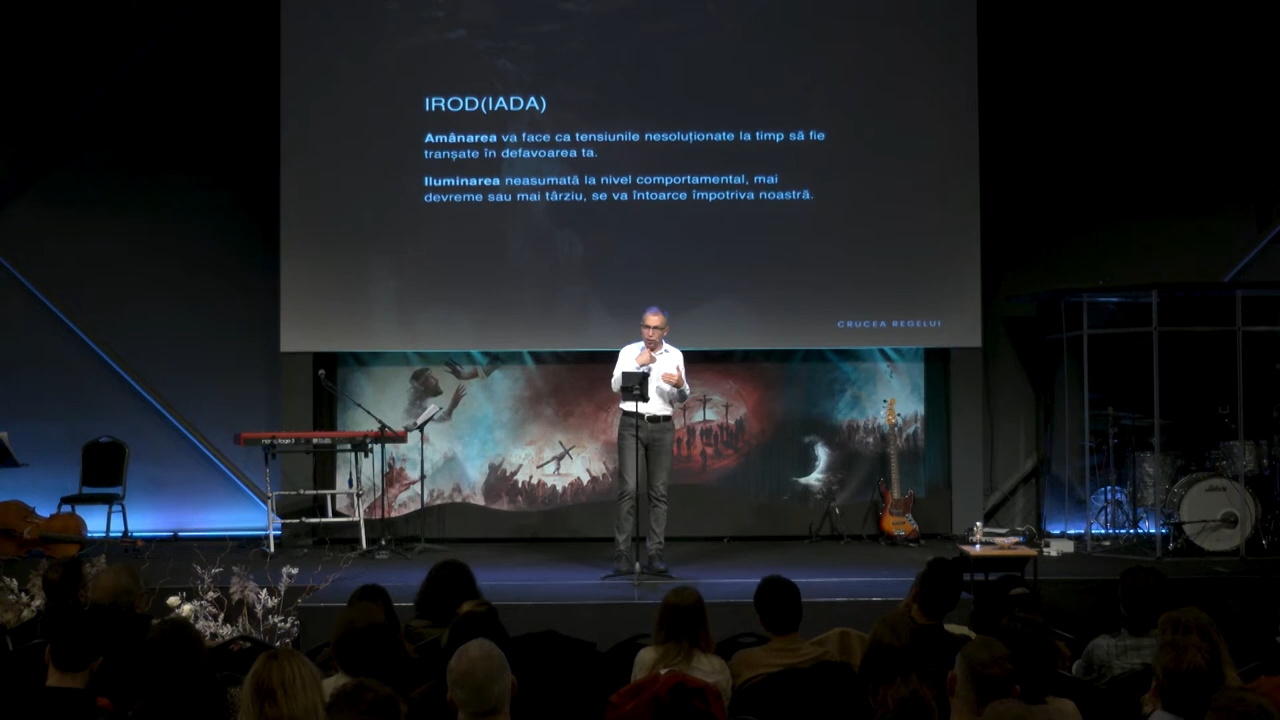 IROD(IADA)
Amânarea va face ca tensiunile nesoluționate la timp să fie
tranșate în defavoarea ta.
Iluminarea neasumată la nivel comportamental, mai
devreme sau mai târziu, se va întoarce împotriva noastră.
CRUCEA REGELUI